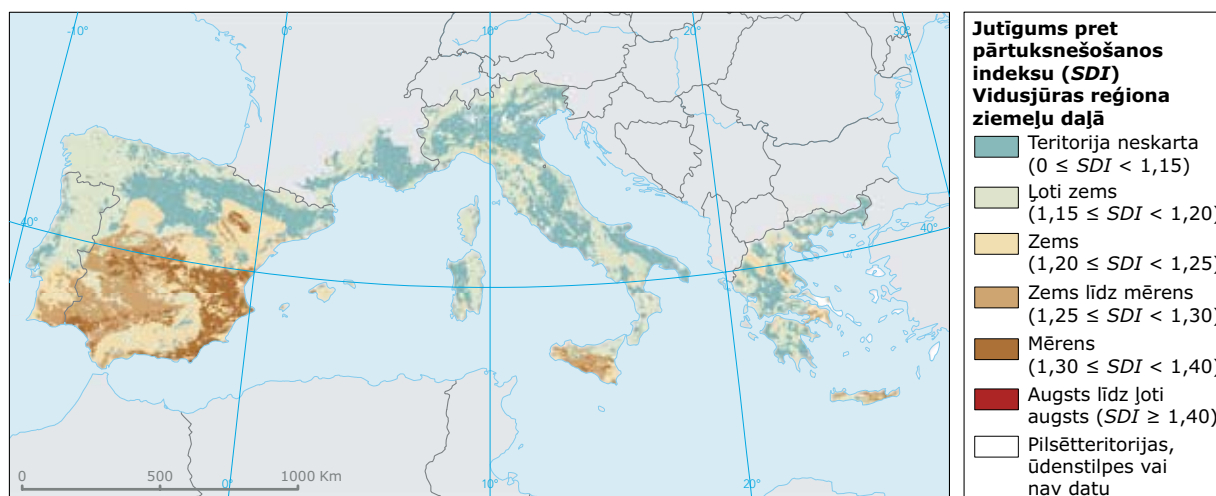 -10°
0°
10°
20°
30°
40°
40°
0
500
1000 Km
0°
10°
20°
Jutīgums pret
pārtuksnešošanos
indeksu (SDI)
Vidusjūras reģiona
ziemeļu daļā
Teritorija neskarta
(0 ≤ SDI < 1,15)
Ļoti zems
(1,15 ≤ SDI < 1,20)
Zems
(1,20 ≤ SDI < 1,25)
Zems līdz mērens
(1,25 ≤ SDI < 1,30)
Mērens
(1,30 ≤ SDI < 1,40)
Augsts līdz ļoti
augsts (SDI ≥ 1,40)
Pilsētteritorijas,
ūdenstilpes vai
nav datu